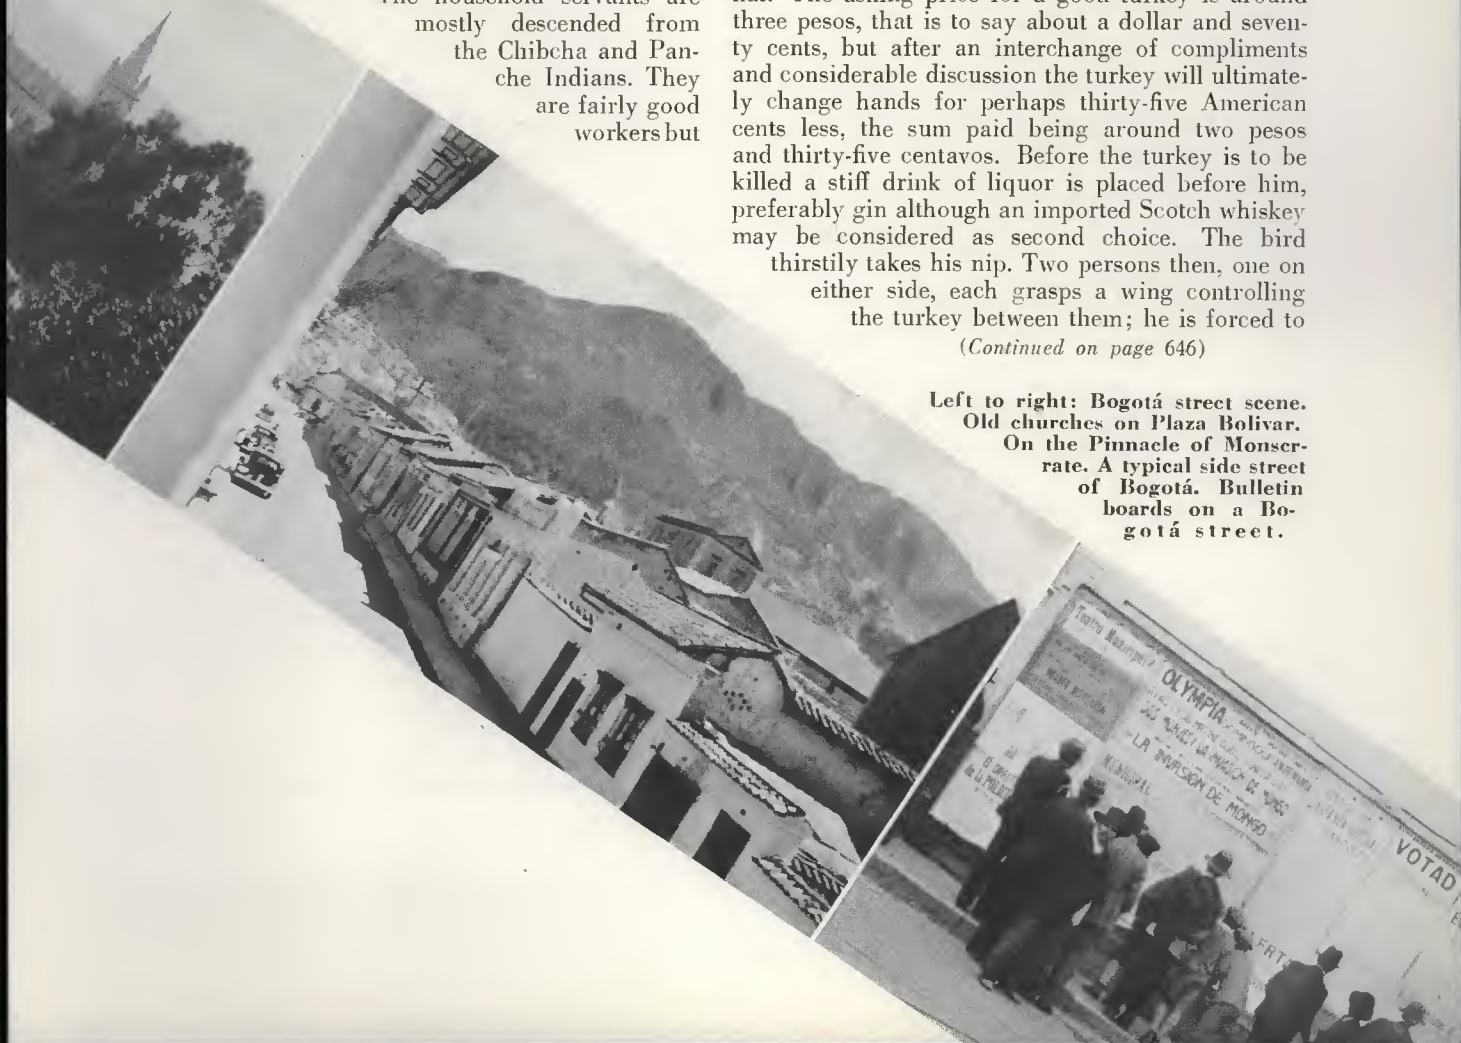 The household servants are
mostly descended from
the Chibcha and Pan-
che Indians. They
are fairly good
workers but
three pesos, that is to say about a dollar and seven-
ty cents, but after an interchange of compliments
and considerable discussion the turkey will ultimate-
ly change hands for perhaps thirty-five American
cents less, the sum paid being around two pesos
and thirty-five centavos. Before the turkey is to be
killed a stiff drink of liquor is placed before him,
preferably gin although an imported Scotch whiskey
may be considered as second choice. The bird
thirstily takes his nip. Two persons then, one on
either side, each grasps a wing controlling
the turkey between them; he is forced to
(Continued on page 646)
Left to right: Bogotá street scene.
Old churches on Plaza Bolivar.
On the Pinnacle of Monser-
rate. A typical side street
of Bogotá. Bulletin
boards on a Bo-
gotá street.
Teatro Municipal
OLYMPIA
LA INVASION DE MONGO
MUNICIPAL
VOTAD